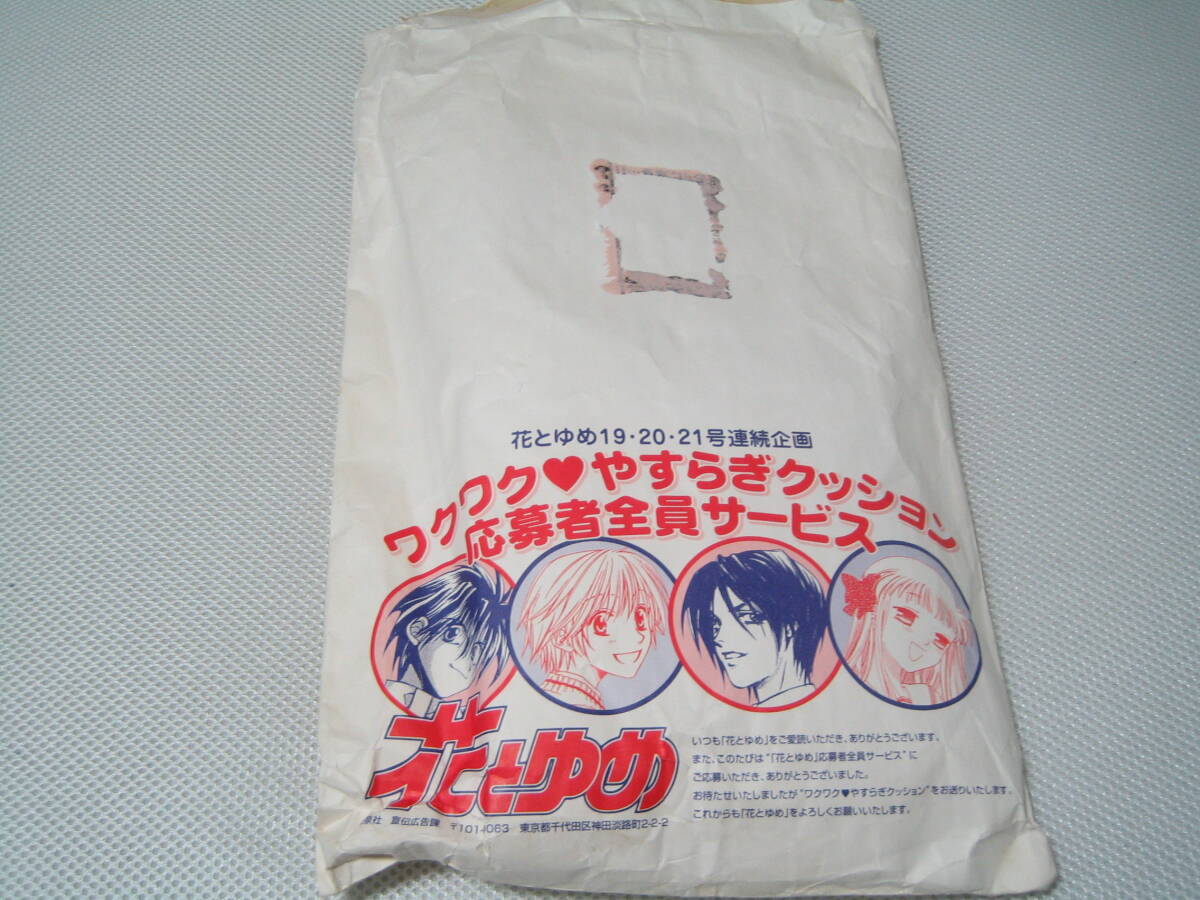 花とゆめ19・20・21号連続企画
ワクワク♥やすらぎクッション
応募者全員サービス
花とゆめ
いつも「花とゆめ」をご愛読いただき、ありがとうございます。
また、このたびは"「花とゆめ」応募者全員サービス"に
ご応募いただき、ありがとうございました。
お待たせいたしましたが"ワクワク♥やすらぎクッション"をお送りいたします。
これからも「花とゆめ」をよろしくお願いいたします。
泉社 宣伝広告課 〒101-0063 東京都千代田区神田淡路町2-2-2